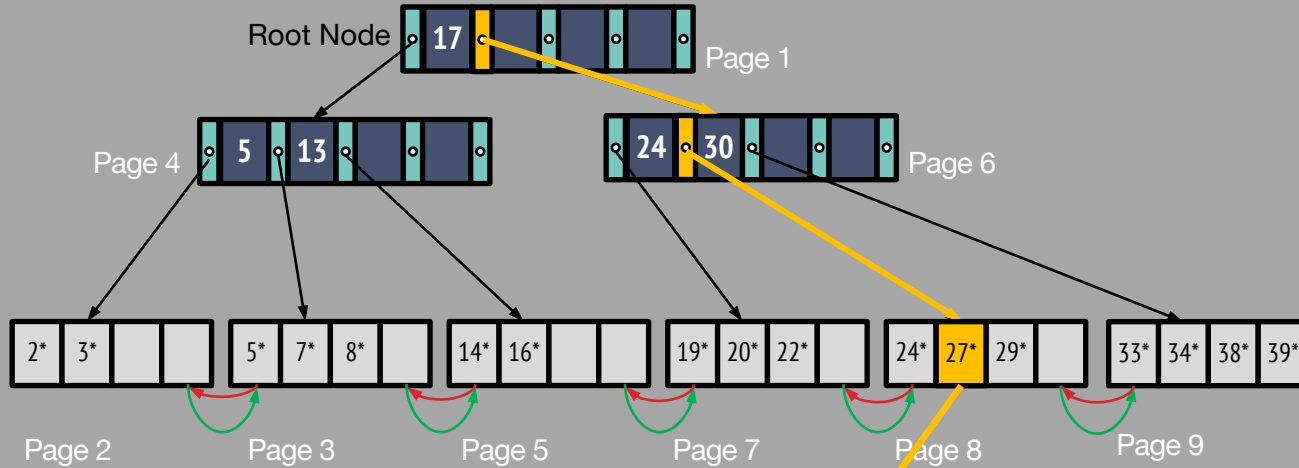 Root Node
17
Page 1
Page 4
5 13
24 30
Page 6
2* 3*
5* 7* 8*
14* 16*
19* 20* 22*
24* 27* 29*
33* 34* 38* 39*
Page 2
Page 3
Page 5
Page 7
Page 8
Page 9